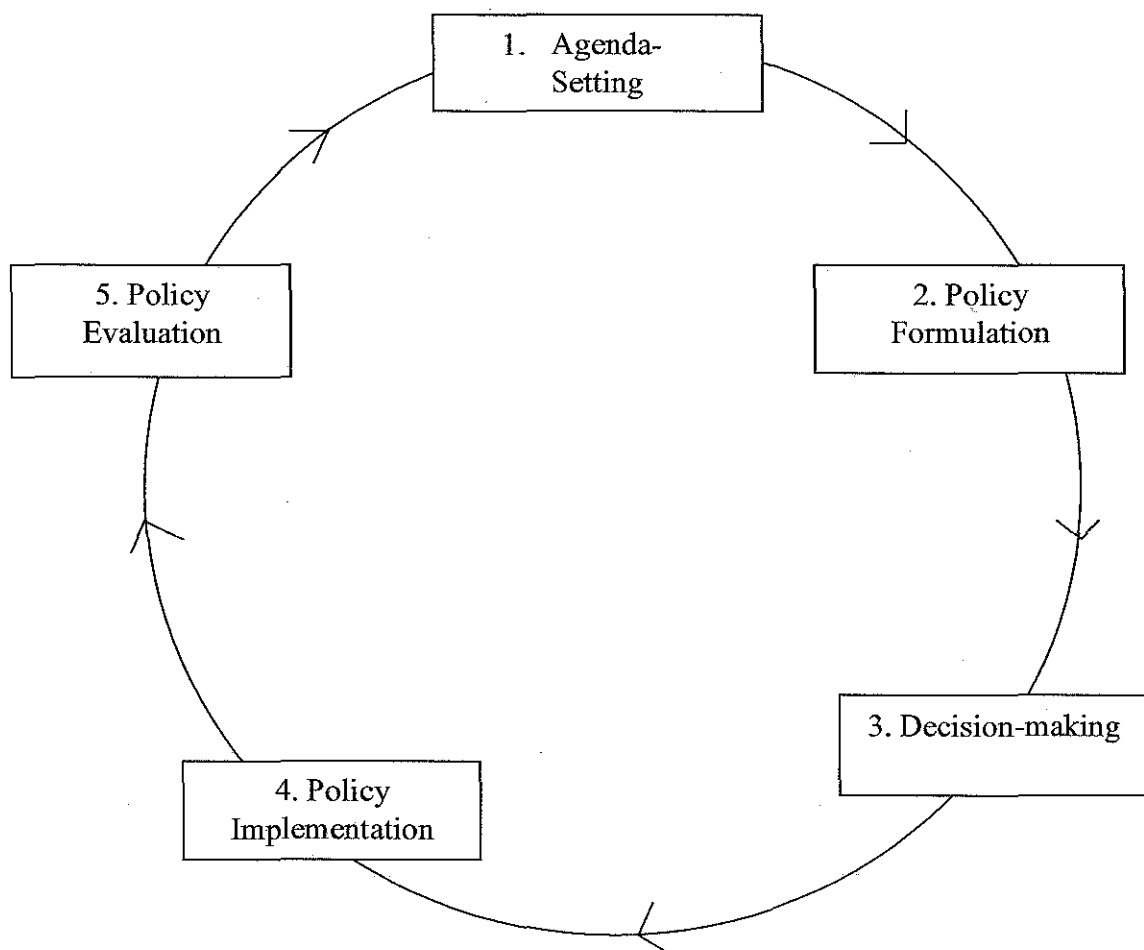 1. Agenda-
Setting
2. Policy
Formulation
3. Decision-making
4. Policy
Implementation
5. Policy
Evaluation